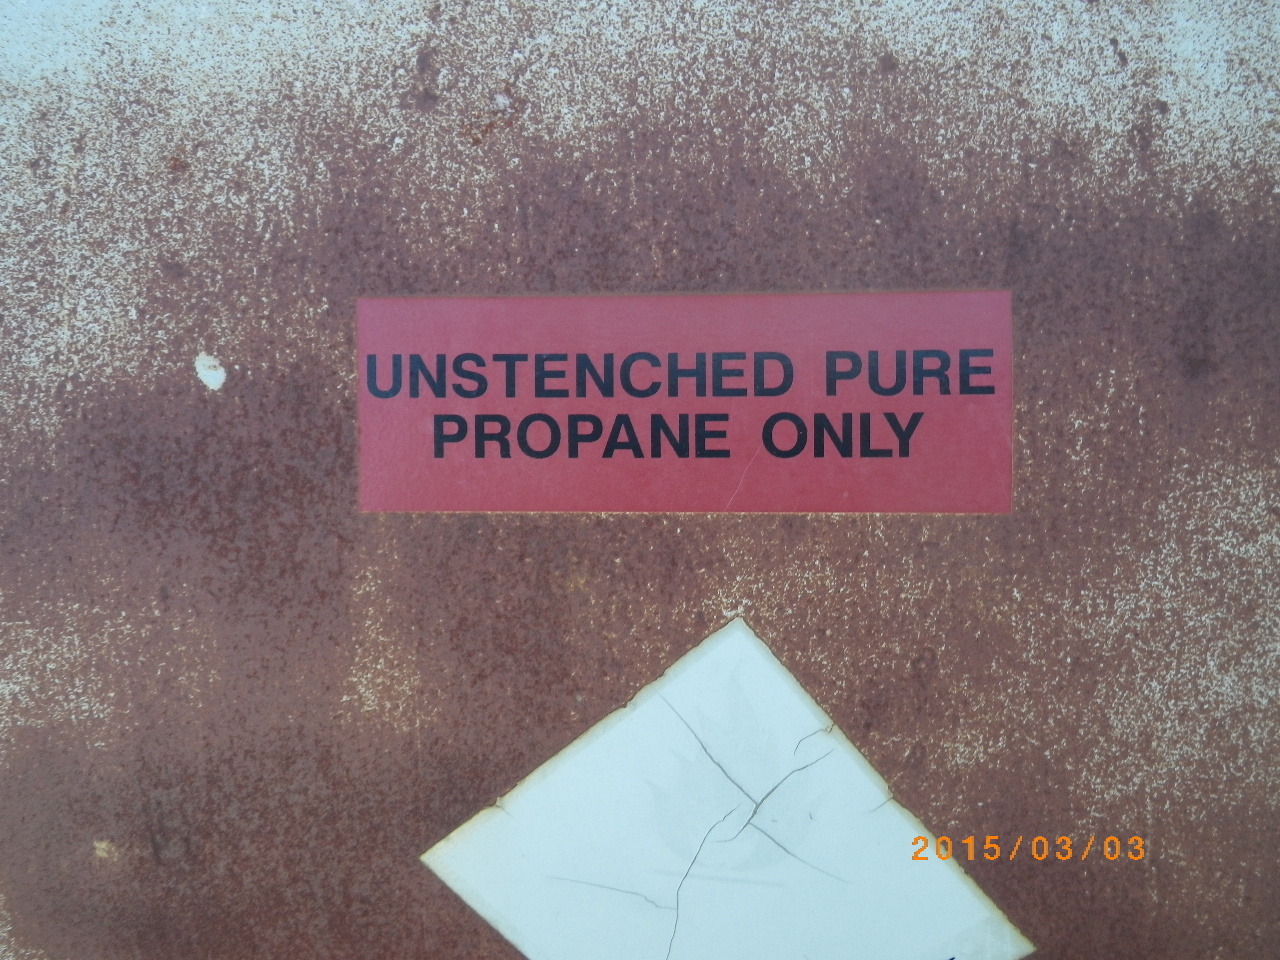 UNSTENCHED PURE
PROPANE ONLY
2015/03/03